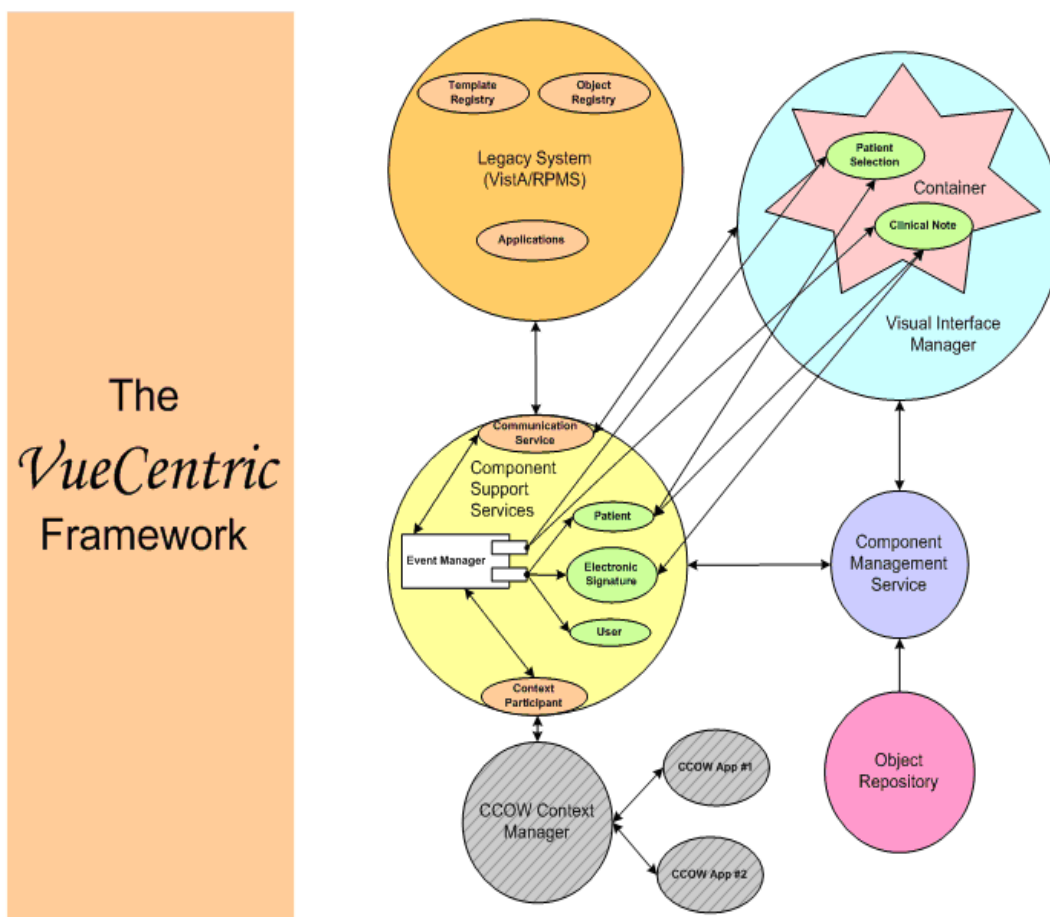 The
VueCentric
Framework
Template
Registry
Object
Registry
Legacy System
(VistA/RPMS)
Applications
Patient
Selection
Container
Clinical Note
Visual Interface
Manager
Communication
Service
Component
Support
Services
Event Manager
Patient
Electronic
Signature
User
Context
Participant
Component
Management
Service
Object
Repository
CCOW Context
Manager
CCOW App #1
CCOW App #2